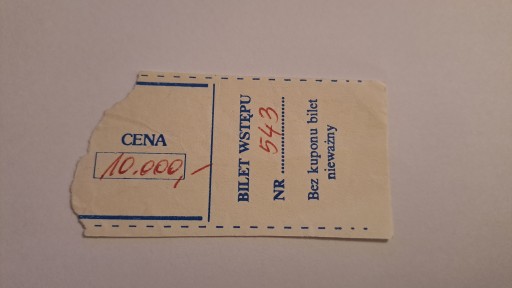 CENA
10.000,-
BILET WSTĘPU
NR 543
Bez kuponu bilet
nieważny